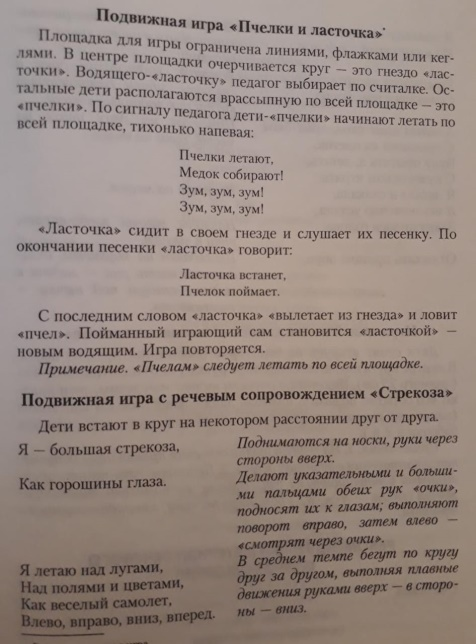 Подвижная игра «Пчелки и ласточка»*
Площадка для игры ограничена линиями, флажками или кег-
лями. В центре площадки очерчивается круг — это гнездо «лас-
точки». Водящего-«ласточку» педагог выбирает по считалке. Ос-
тальные дети располагаются врассыпную по всей площадке — это
«пчелки». По сигналу педагога дети-«пчелки» начинают летать по
всей площадке, тихонько напевая:
Пчелки летают,
Медок собирают!
Зум, зум, зум!
Зум, зум, зум!
«Ласточка» сидит в своем гнезде и слушает их песенку. По
окончании песенки «ласточка» говорит:
Ласточка встанет,
Пчелок поймает.
С последним словом «ласточка» «вылетает из гнезда» и ловит
«пчел». Пойманный играющий сам становится «ласточкой» —
новым водящим. Игра повторяется.
Примечание. «Пчелам» следует летать по всей площадке.
Подвижная игра с речевым сопровождением «Стрекоза»
Дети встают в круг на некотором расстоянии друг от друга.
Я — большая стрекоза,
Поднимаются на носки, руки через
стороны вверх.
Как горошины глаза.
Делают указательными и больши-
ми пальцами обеих рук «очки»,
подносят их к глазам; выполняют
поворот вправо, затем влево —
«смотрят через очки».
Я летаю над лугами,
Над полями и цветами,
Как веселый самолет,
Влево, вправо, вниз, вперед.
В среднем темпе бегут по кругу
друг за другом, выполняя плавные
движения руками вверх — в сторо-
ны — вниз.